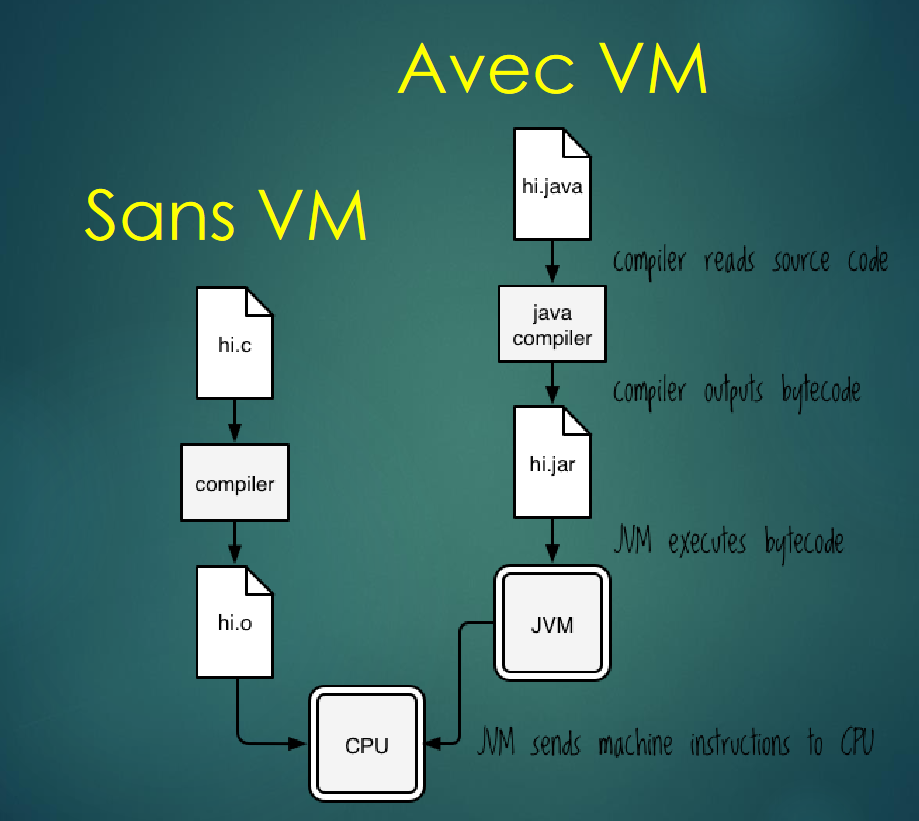 Avec VM
Sans VM
hi.java
compiler reads source code
java
compiler
compiler outputs bytecode
hi.jar
JVM executes bytecode
JVM
JVM sends machine instructions to CPU
hi.c
compiler
hi.o
CPU